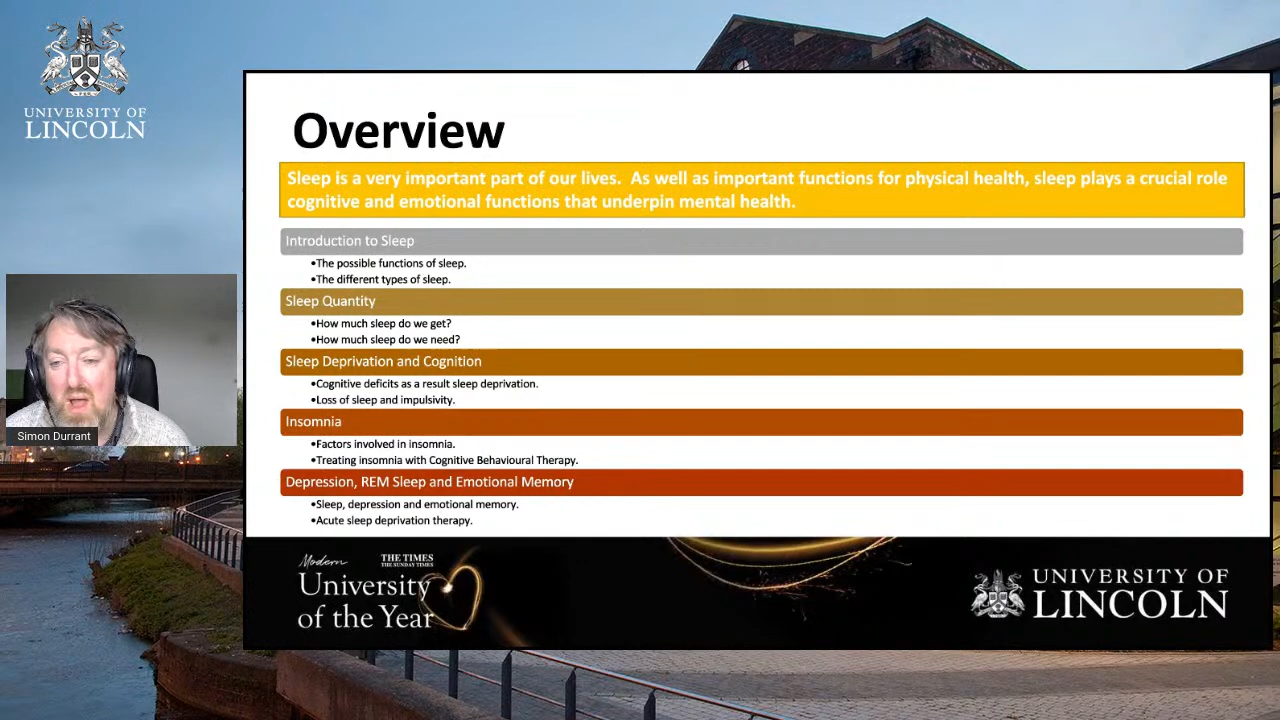 UNIVERSITY OF
LINCOLN
Overview
Sleep is a very important part of our lives.  As well as important functions for physical health, sleep plays a crucial role
cognitive and emotional functions that underpin mental health.
Introduction to Sleep
•The possible functions of sleep.
•The different types of sleep.
Sleep Quantity
•How much sleep do we get?
•How much sleep do we need?
Sleep Deprivation and Cognition
•Cognitive deficits as a result sleep deprivation.
•Loss of sleep and impulsivity.
Insomnia
•Factors involved in insomnia.
•Treating insomnia with Cognitive Behavioural Therapy.
Depression, REM Sleep and Emotional Memory
•Sleep, depression and emotional memory.
•Acute sleep deprivation therapy.
Simon Durrant
Modern
THE TIMES
THE SUNDAY TIMES
University
of the Year
UNIVERSITY OF
LINCOLN